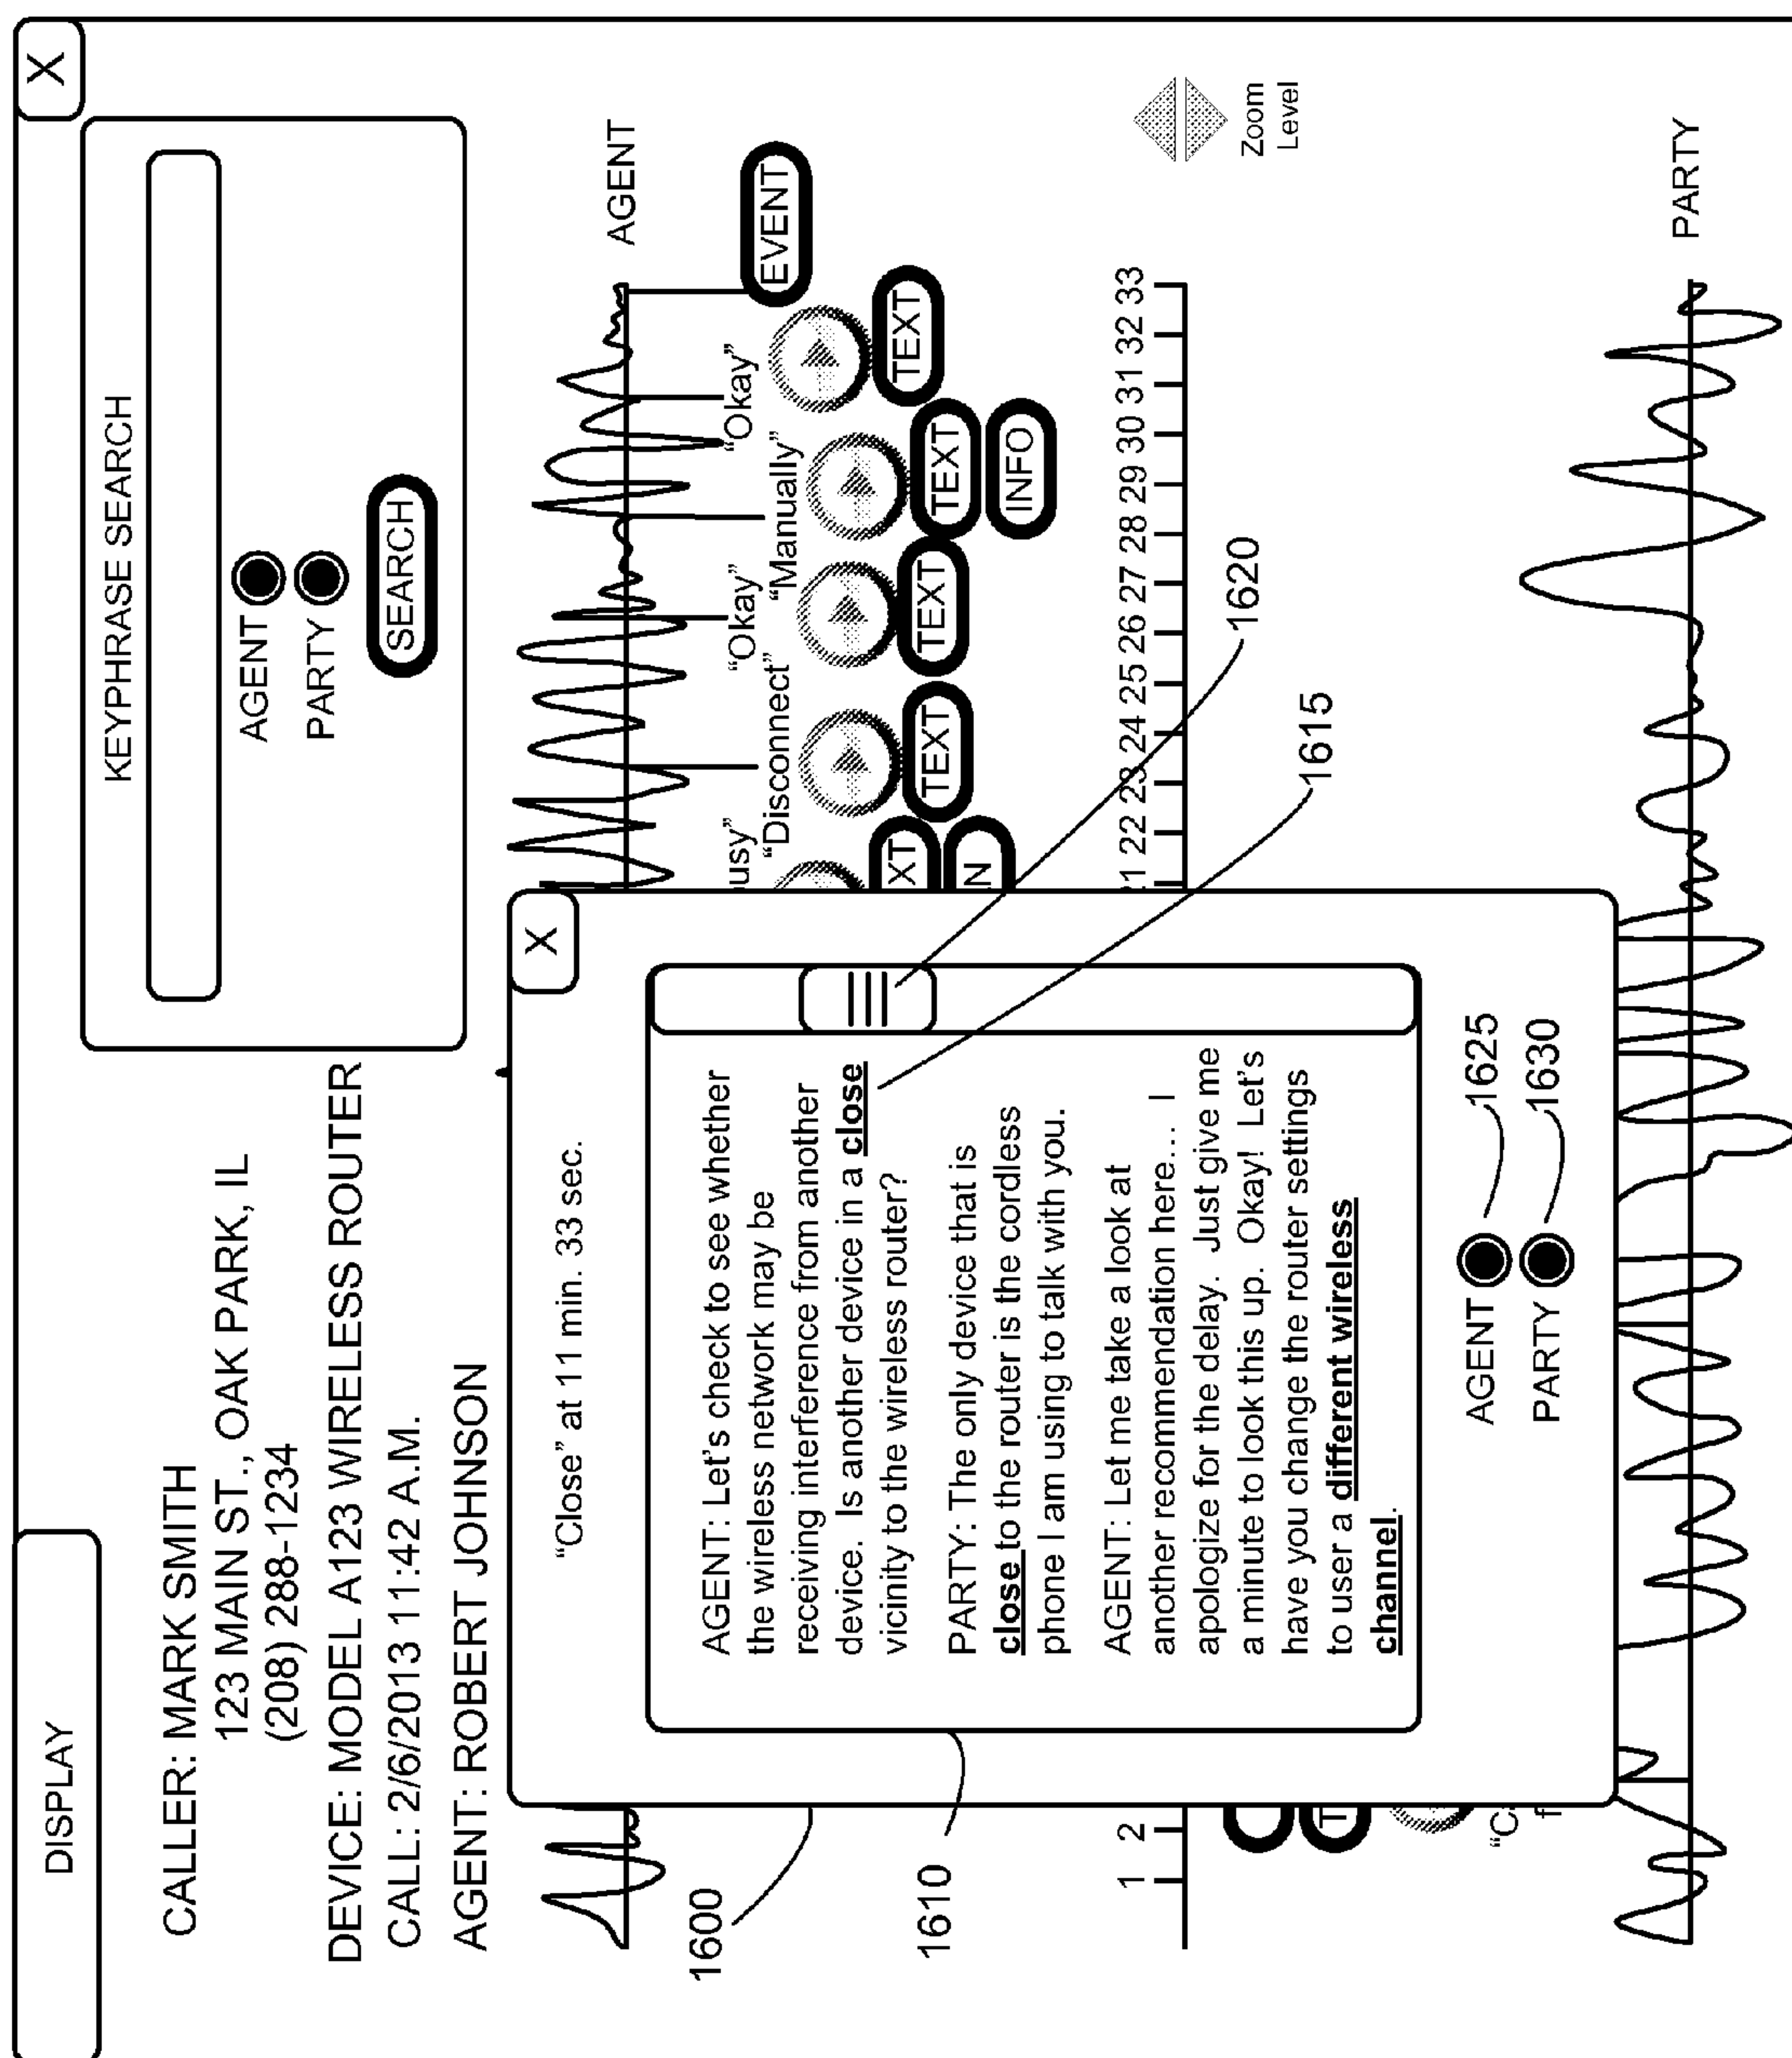 DISPLAY
X
CALLER: MARK SMITH
123 MAIN ST., OAK PARK, IL
(208) 288-1234
DEVICE: MODEL A123 WIRELESS ROUTER
CALL: 2/6/2013 11:42 A.M.
AGENT: ROBERT JOHNSON
KEYPHRASE SEARCH
AGENT
PARTY
SEARCH
AGENT
X
“Close” at 11 min. 33 sec.
AGENT: Let’s check to see whether
the wireless network may be
receiving interference from another
device. Is another device in a close
vicinity to the wireless router?
PARTY: The only device that is
close to the router is the cordless
phone I am using to talk with you.
AGENT: Let me take a look at
another recommendation here... I
apologize for the delay. Just give me
a minute to look this up. Okay! Let’s
have you change the router settings
to user a different wireless
channel.
AGENT 1625
PARTY 1630
1600
1610
1615
1620
usy”
“Disconnect”
“Okay”
“Manually”
“Okay”
EVENT
XT
TEXT
TEXT
TEXT
TEXT
N
INFO
1 2
22 23 24 25 26 27 28 29 30 31 32 33
Zoom
Level
T
“C
f
PARTY